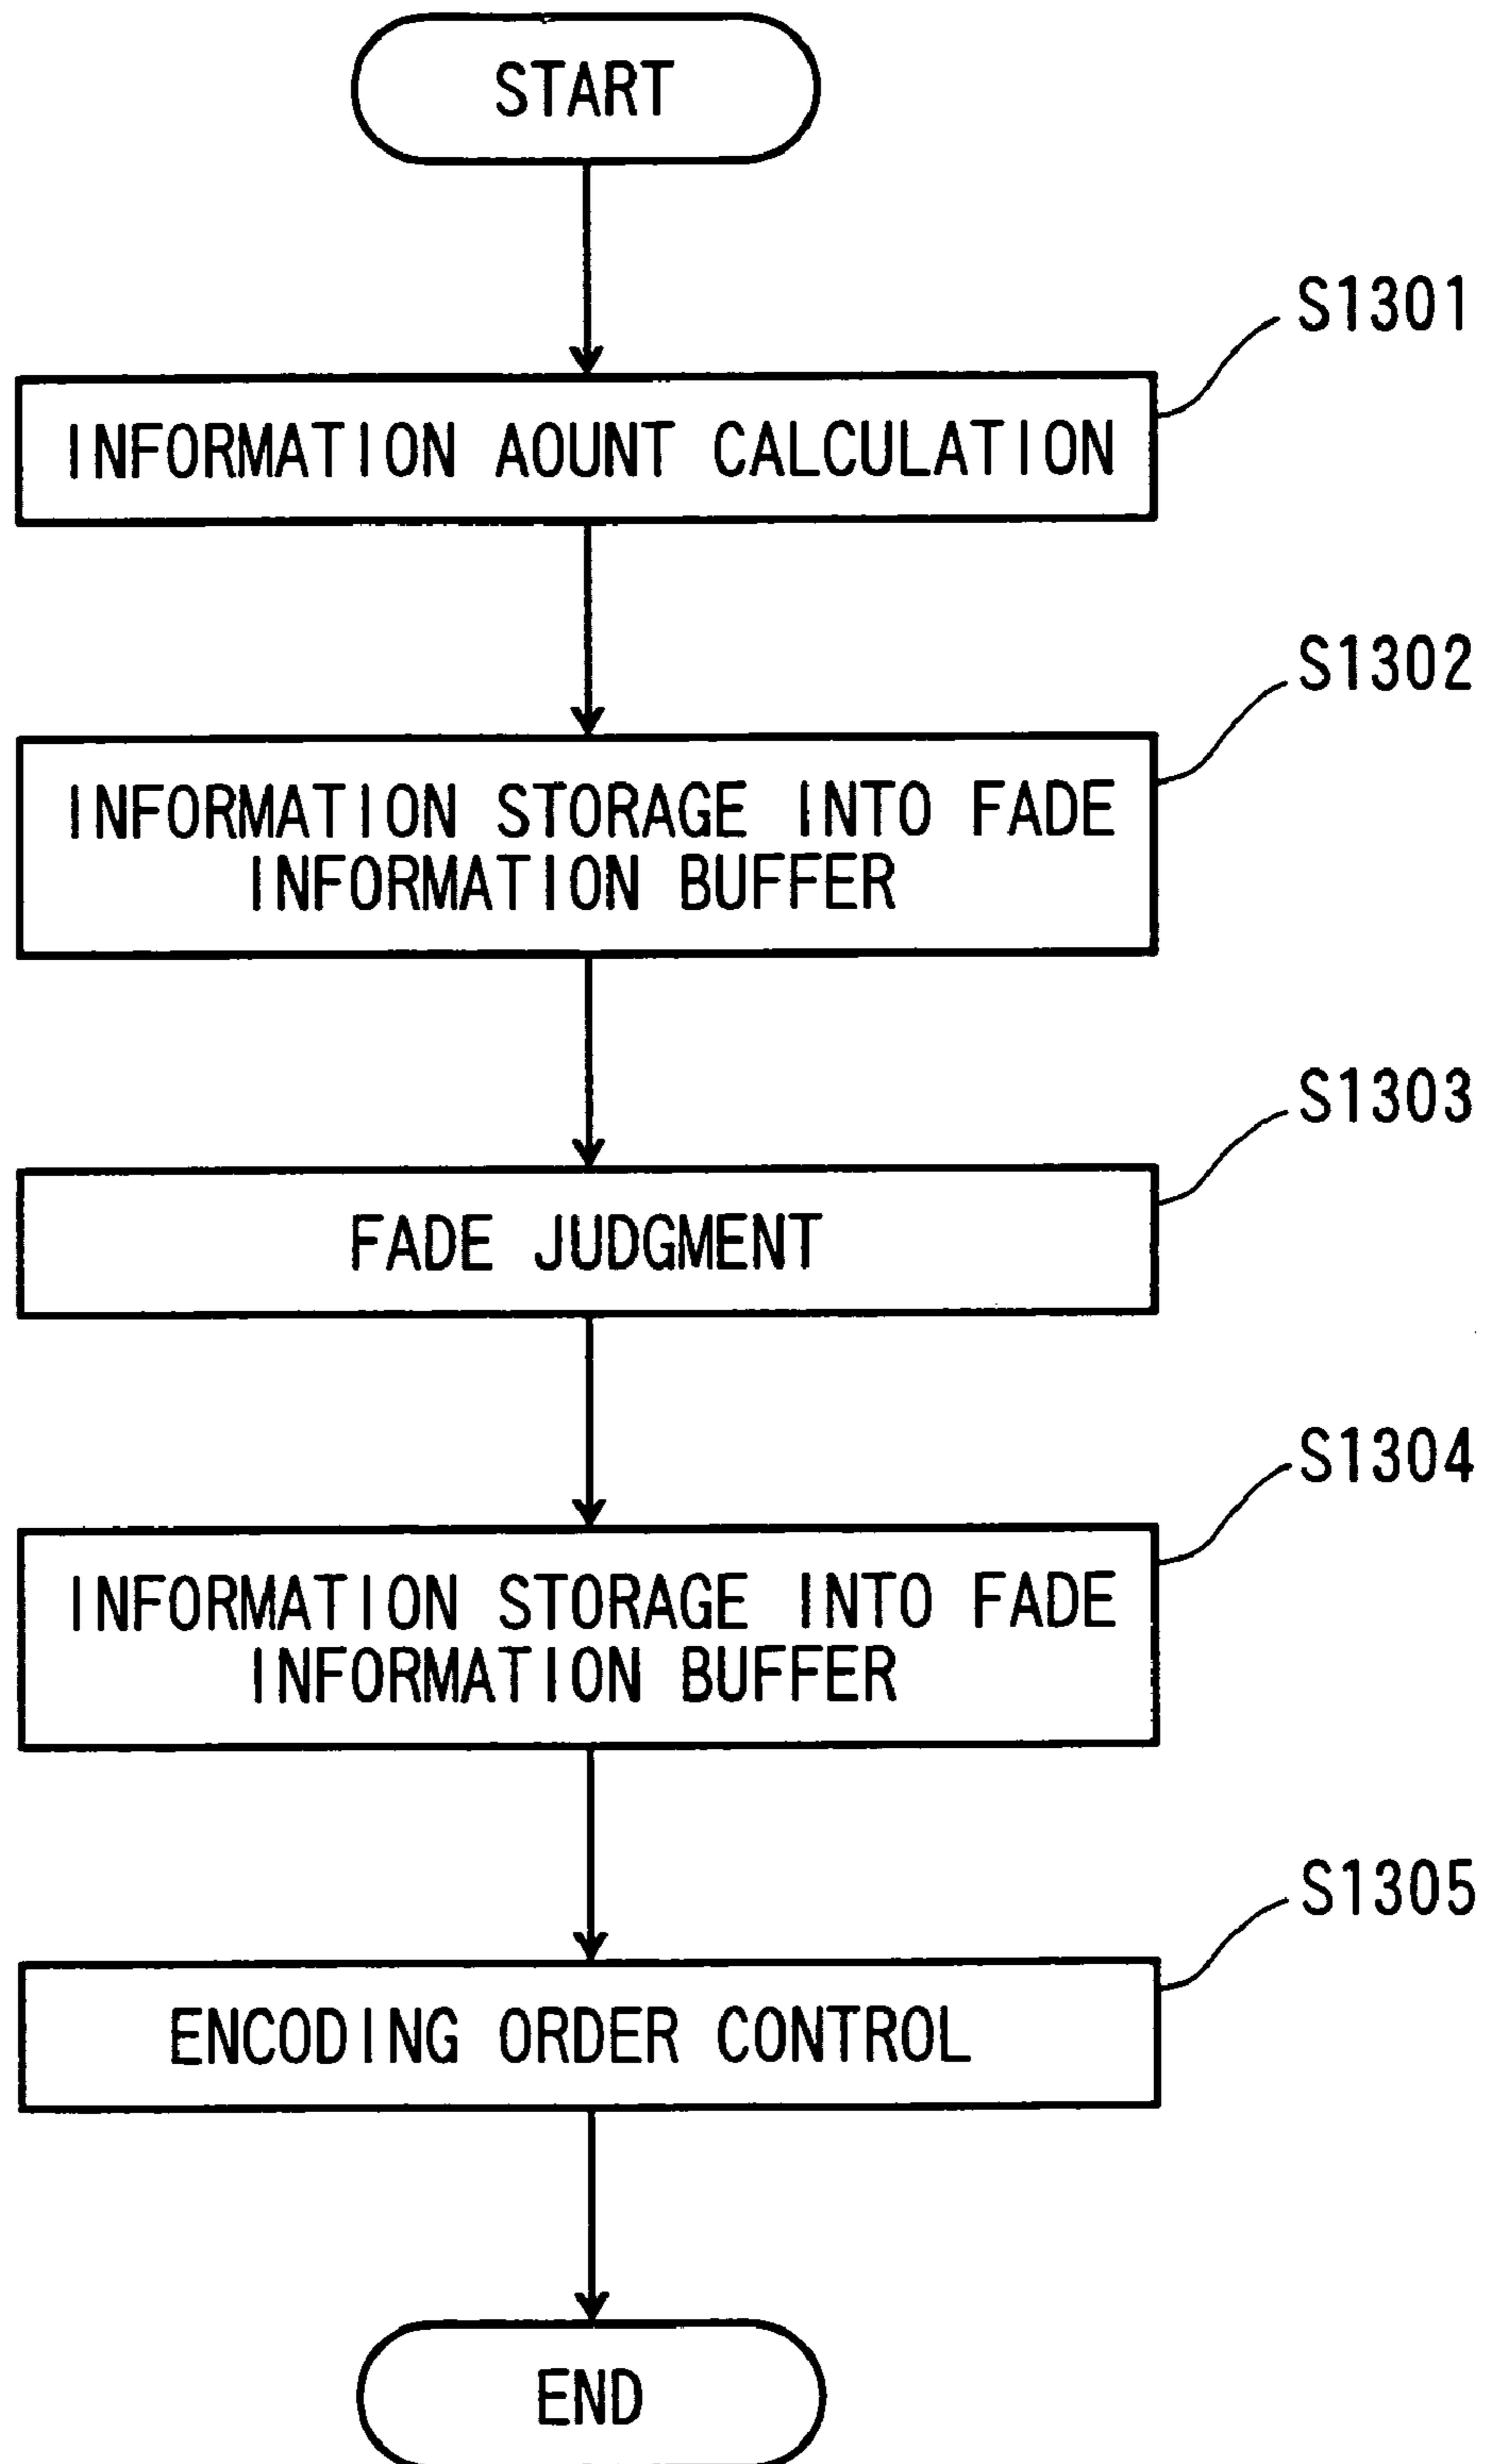 START
S1301
INFORMATION AOUNT CALCULATION
S1302
INFORMATION STORAGE INTO FADE
INFORMATION BUFFER
S1303
FADE JUDGMENT
S1304
INFORMATION STORAGE INTO FADE
INFORMATION BUFFER
S1305
ENCODING ORDER CONTROL
END